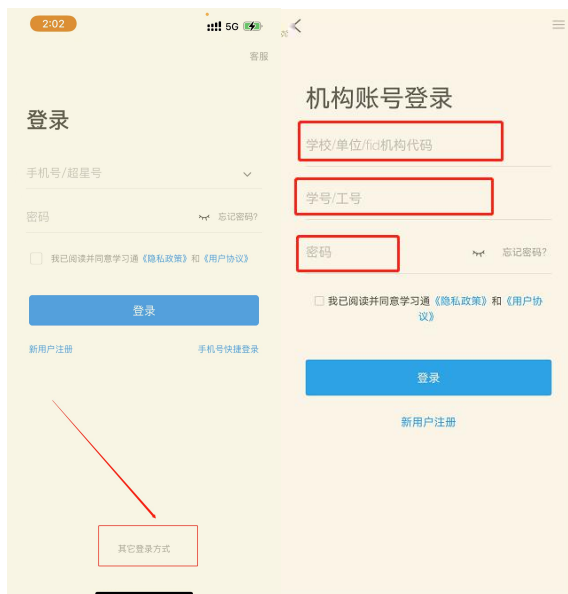 2:02
5G
客服
登录
手机号/超星号
密码
忘记密码?
我已阅读并同意学习通《隐私政策》和《用户协议》
登录
新用户注册
手机号快捷登录
其它登录方式
机构账号登录
学校/单位/fid机构代码
学号/工号
密码
忘记密码?
我已阅读并同意学习通《隐私政策》和《用户协
议》
登录
新用户注册